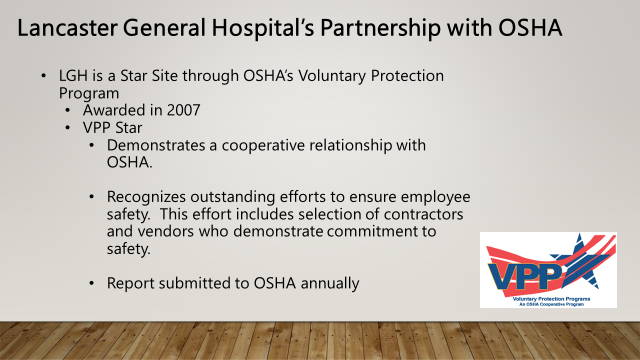 Lancaster General Hospital's Partnership with OSHA
• LGH is a Star Site through OSHA's Voluntary Protection
Program
• Awarded in 2007
• VPP Star
• Demonstrates a cooperative relationship with
OSHA.
• Recognizes outstanding efforts to ensure employee
safety.  This effort includes selection of contractors
and vendors who demonstrate commitment to
safety.
• Report submitted to OSHA annually
VPP
Voluntary Protection Programs
An OSHA Cooperative Program